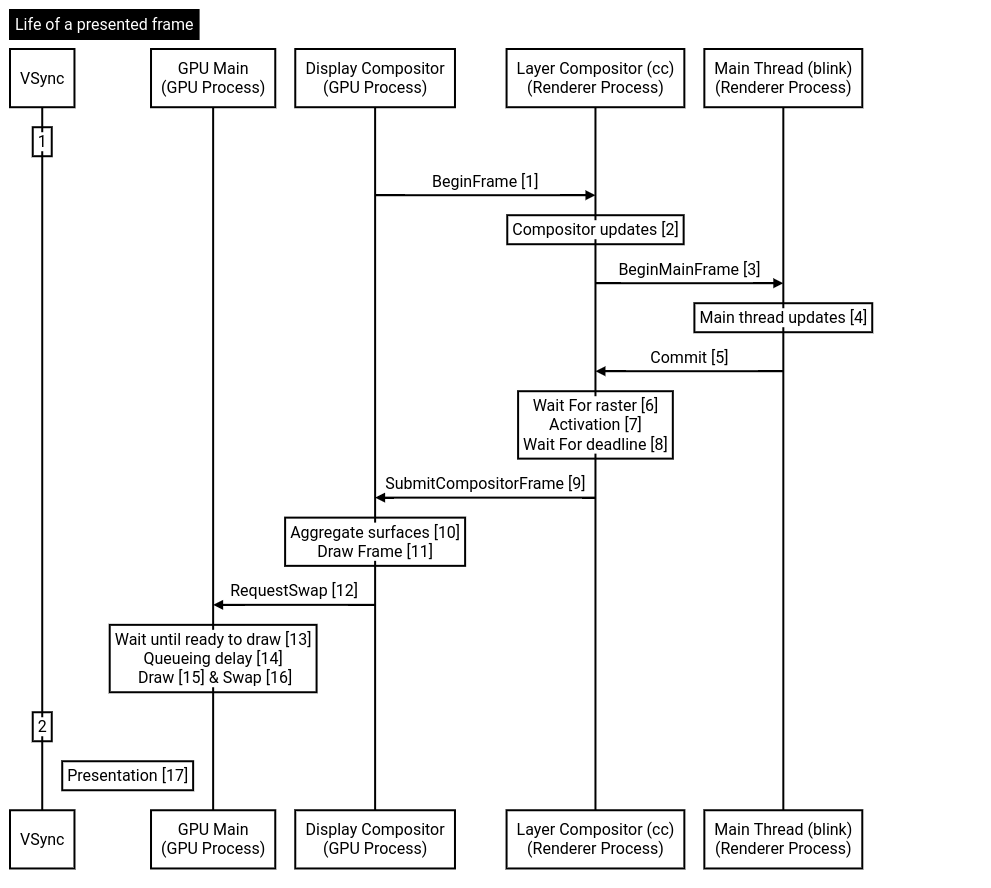 Life of a presented frame
VSync
GPU Main
(GPU Process)
Display Compositor
(GPU Process)
Layer Compositor (cc)
(Renderer Process)
Main Thread (blink)
(Renderer Process)
1
BeginFrame [1]
Compositor updates [2]
BeginMainFrame [3]
Main thread updates [4]
Commit [5]
Wait For raster [6]
Activation [7]
Wait For deadline [8]
SubmitCompositorFrame [9]
Aggregate surfaces [10]
Draw Frame [11]
RequestSwap [12]
Wait until ready to draw [13]
Queueing delay [14]
Draw [15] & Swap [16]
2
Presentation [17]
VSync
GPU Main
(GPU Process)
Display Compositor
(GPU Process)
Layer Compositor (cc)
(Renderer Process)
Main Thread (blink)
(Renderer Process)